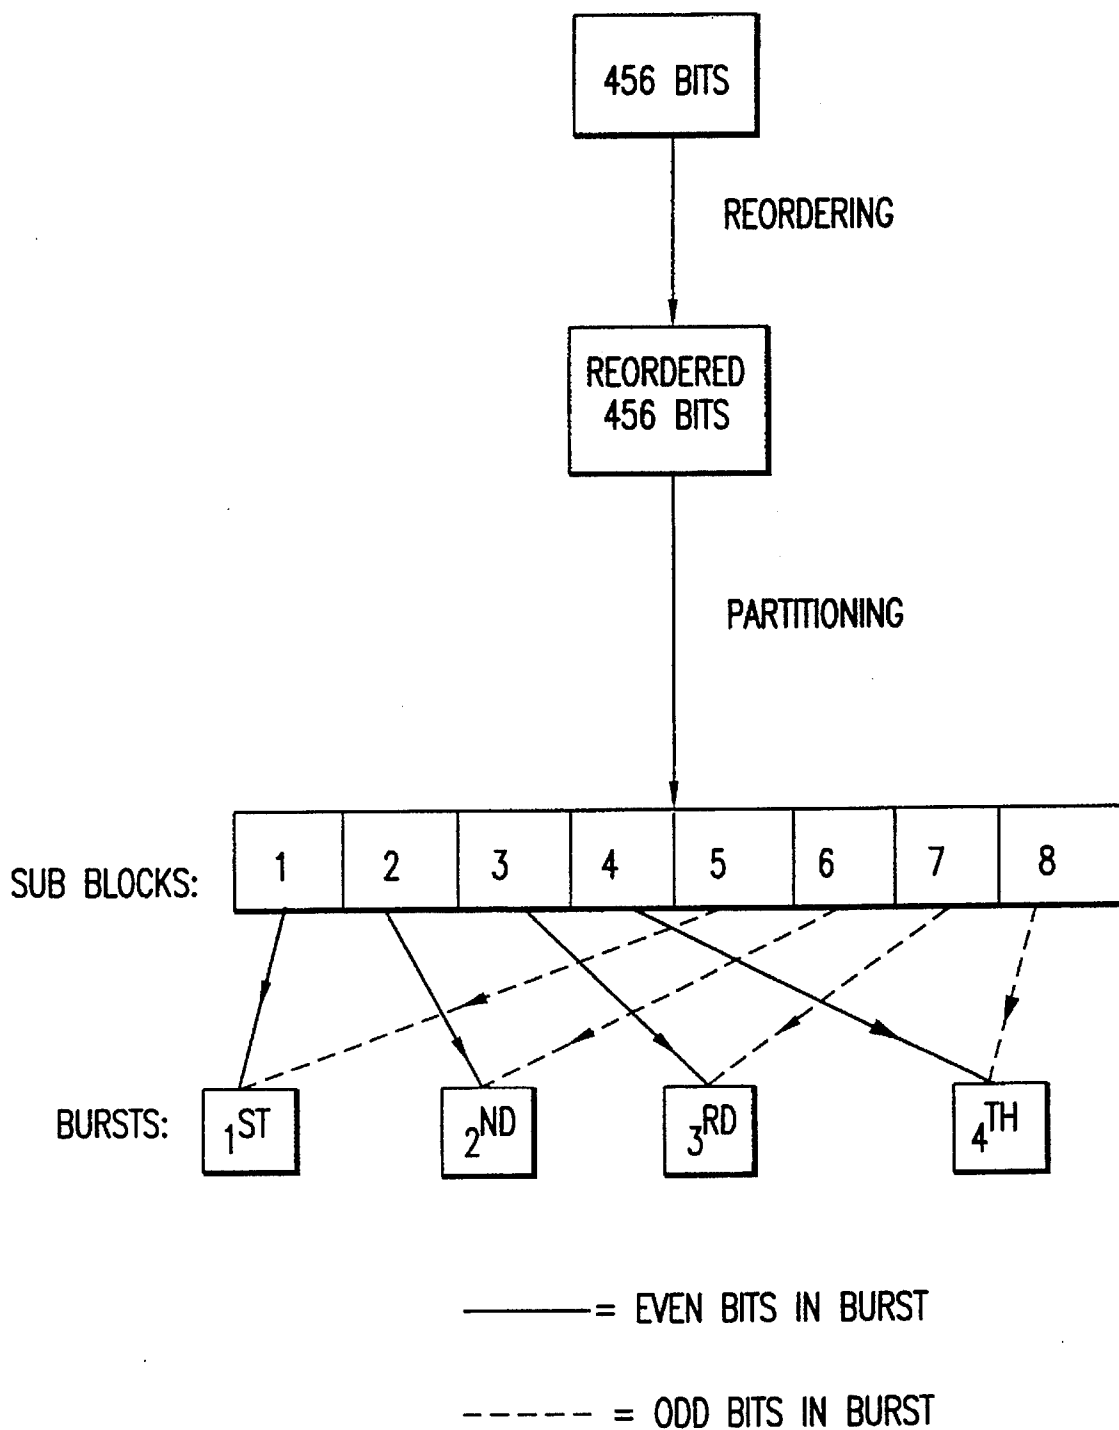 456 BITS
REORDERING
REORDERED
456 BITS
PARTITIONING
SUB BLOCKS: 1 2 3 4 5 6 7 8
BURSTS: 1ST 2ND 3RD 4TH
= EVEN BITS IN BURST
= ODD BITS IN BURST